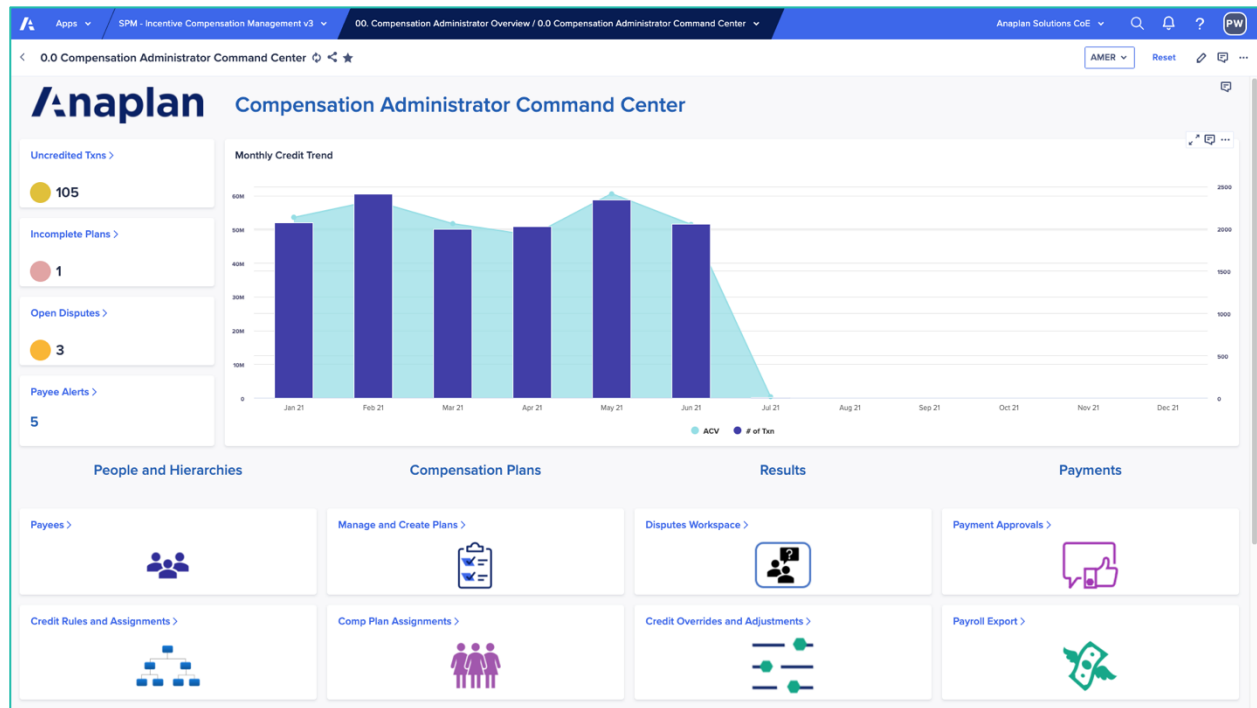 Apps
SPM - Incentive Compensation Management v3
00. Compensation Administrator Overview / 0.0 Compensation Administrator Command Center
Anaplan Solutions CoE
?
PW
0.0 Compensation Administrator Command Center
AMER
Reset
Anaplan
Compensation Administrator Command Center
Uncredited Txns
105
Incomplete Plans
1
Open Disputes
3
Payee Alerts
5
Monthly Credit Trend
60M
50M
40M
30M
20M
10M
0
2500
2000
1500
1000
500
0
Jan 21 Feb 21 Mar 21 Apr 21 May 21 Jun 21 Jul 21 Aug 21 Sep 21 Oct 21 Nov 21 Dec 21
ACV # of Txn
People and Hierarchies
Compensation Plans
Results
Payments
Payees
Manage and Create Plans
Disputes Workspace
?
Payment Approvals
Credit Rules and Assignments
Comp Plan Assignments
Credit Overrides and Adjustments
Payroll Export